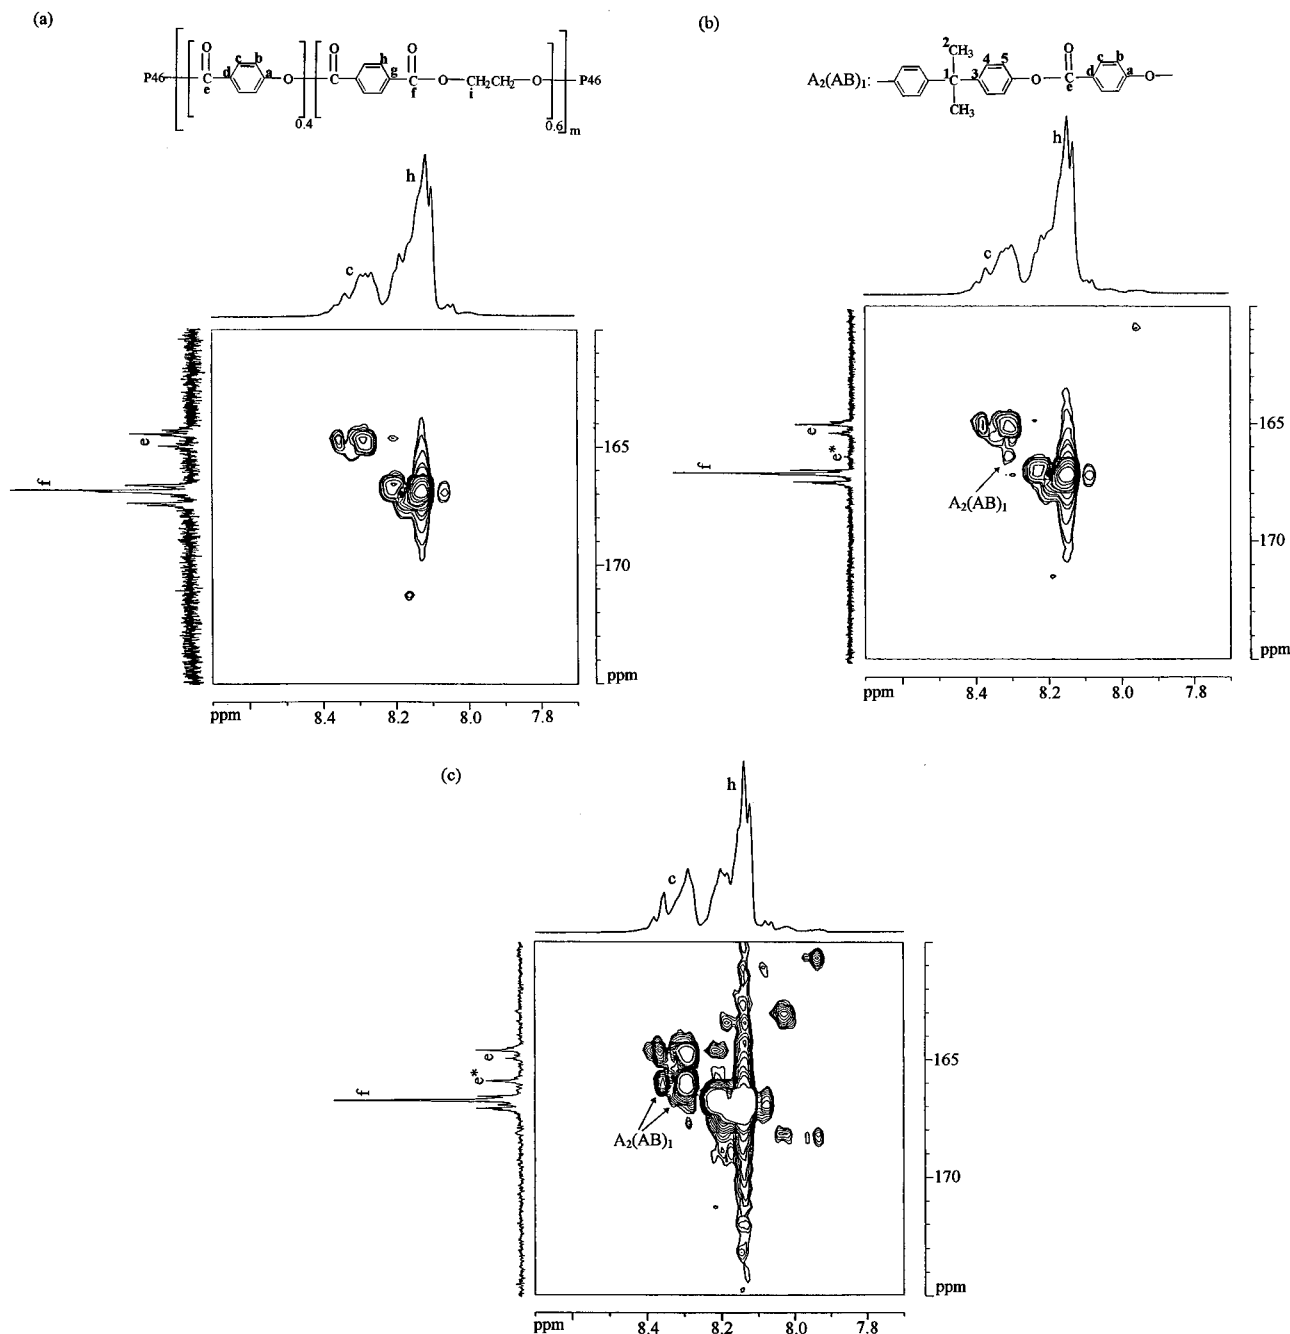 (a)
O c b O h O
P46 d a O g O CH₂CH₂ O P46
e f i
0.4 0.6 m
h
c
e
f
165
170
ppm
ppm 8.4 8.2 8.0 7.8
(b)
2 CH₃ 4 5 O c b
A₂(AB)₁: 1 3 O d a O
e
CH₃
h
c
e
e*
f
A₂(AB)₁
165
170
ppm
ppm 8.4 8.2 8.0 7.8
(c)
h
c
e
e*
f
A₂(AB)₁
165
170
ppm
ppm 8.4 8.2 8.0 7.8